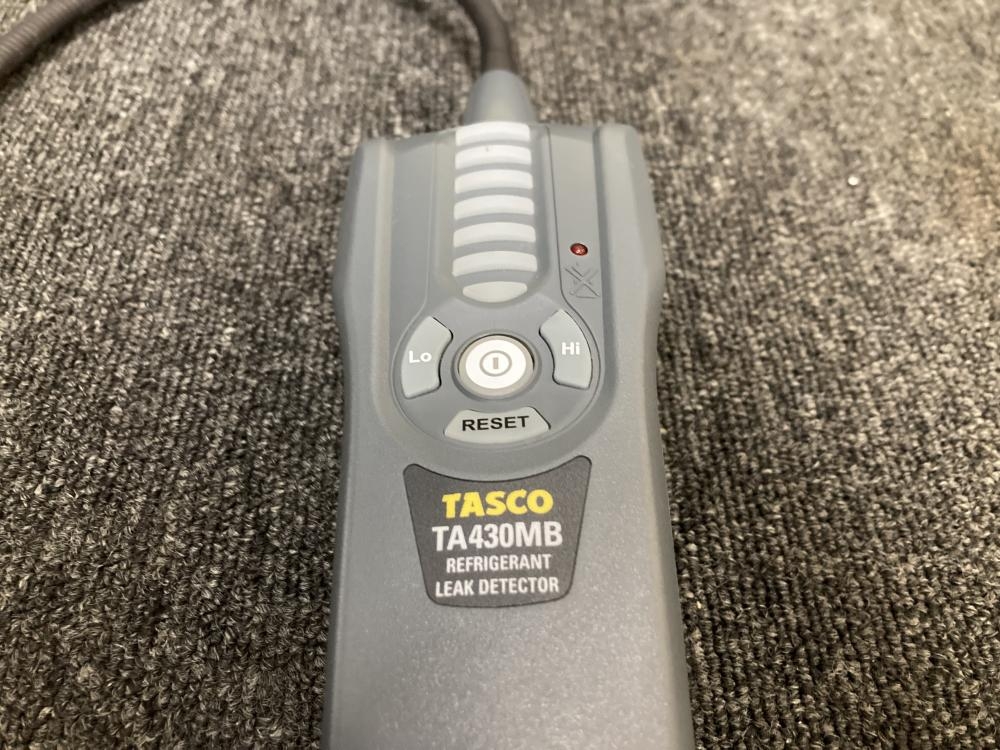 Lo
Hi
RESET
TASCO
TA430MB
REFRIGERANT
LEAK DETECTOR